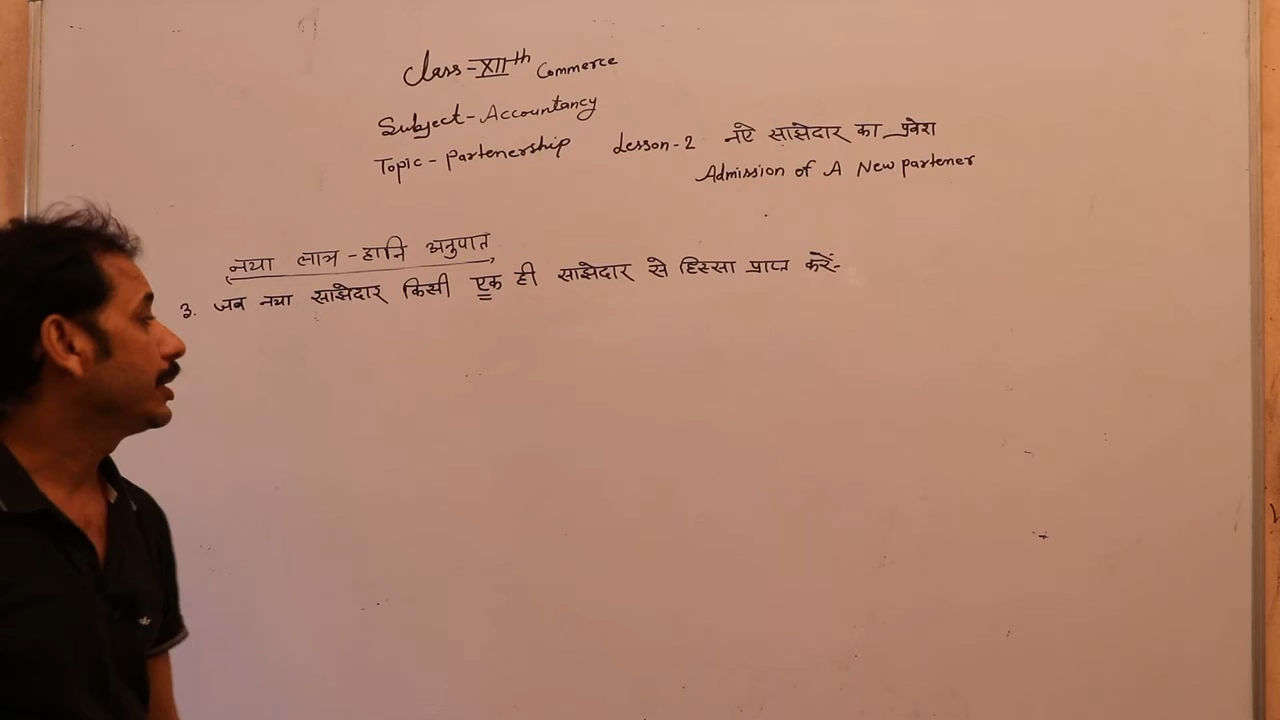 Class-XIIth Commerce
Subject-Accountancy
Topic-Partenership Lesson-2 नऐ साझेदार का प्रवेश
Admission of A New partener
नया लाभ-हानि अनुपात
3. जब नया साझेदार किसी एक ही साझेदार से हिस्सा प्राप्त करें-